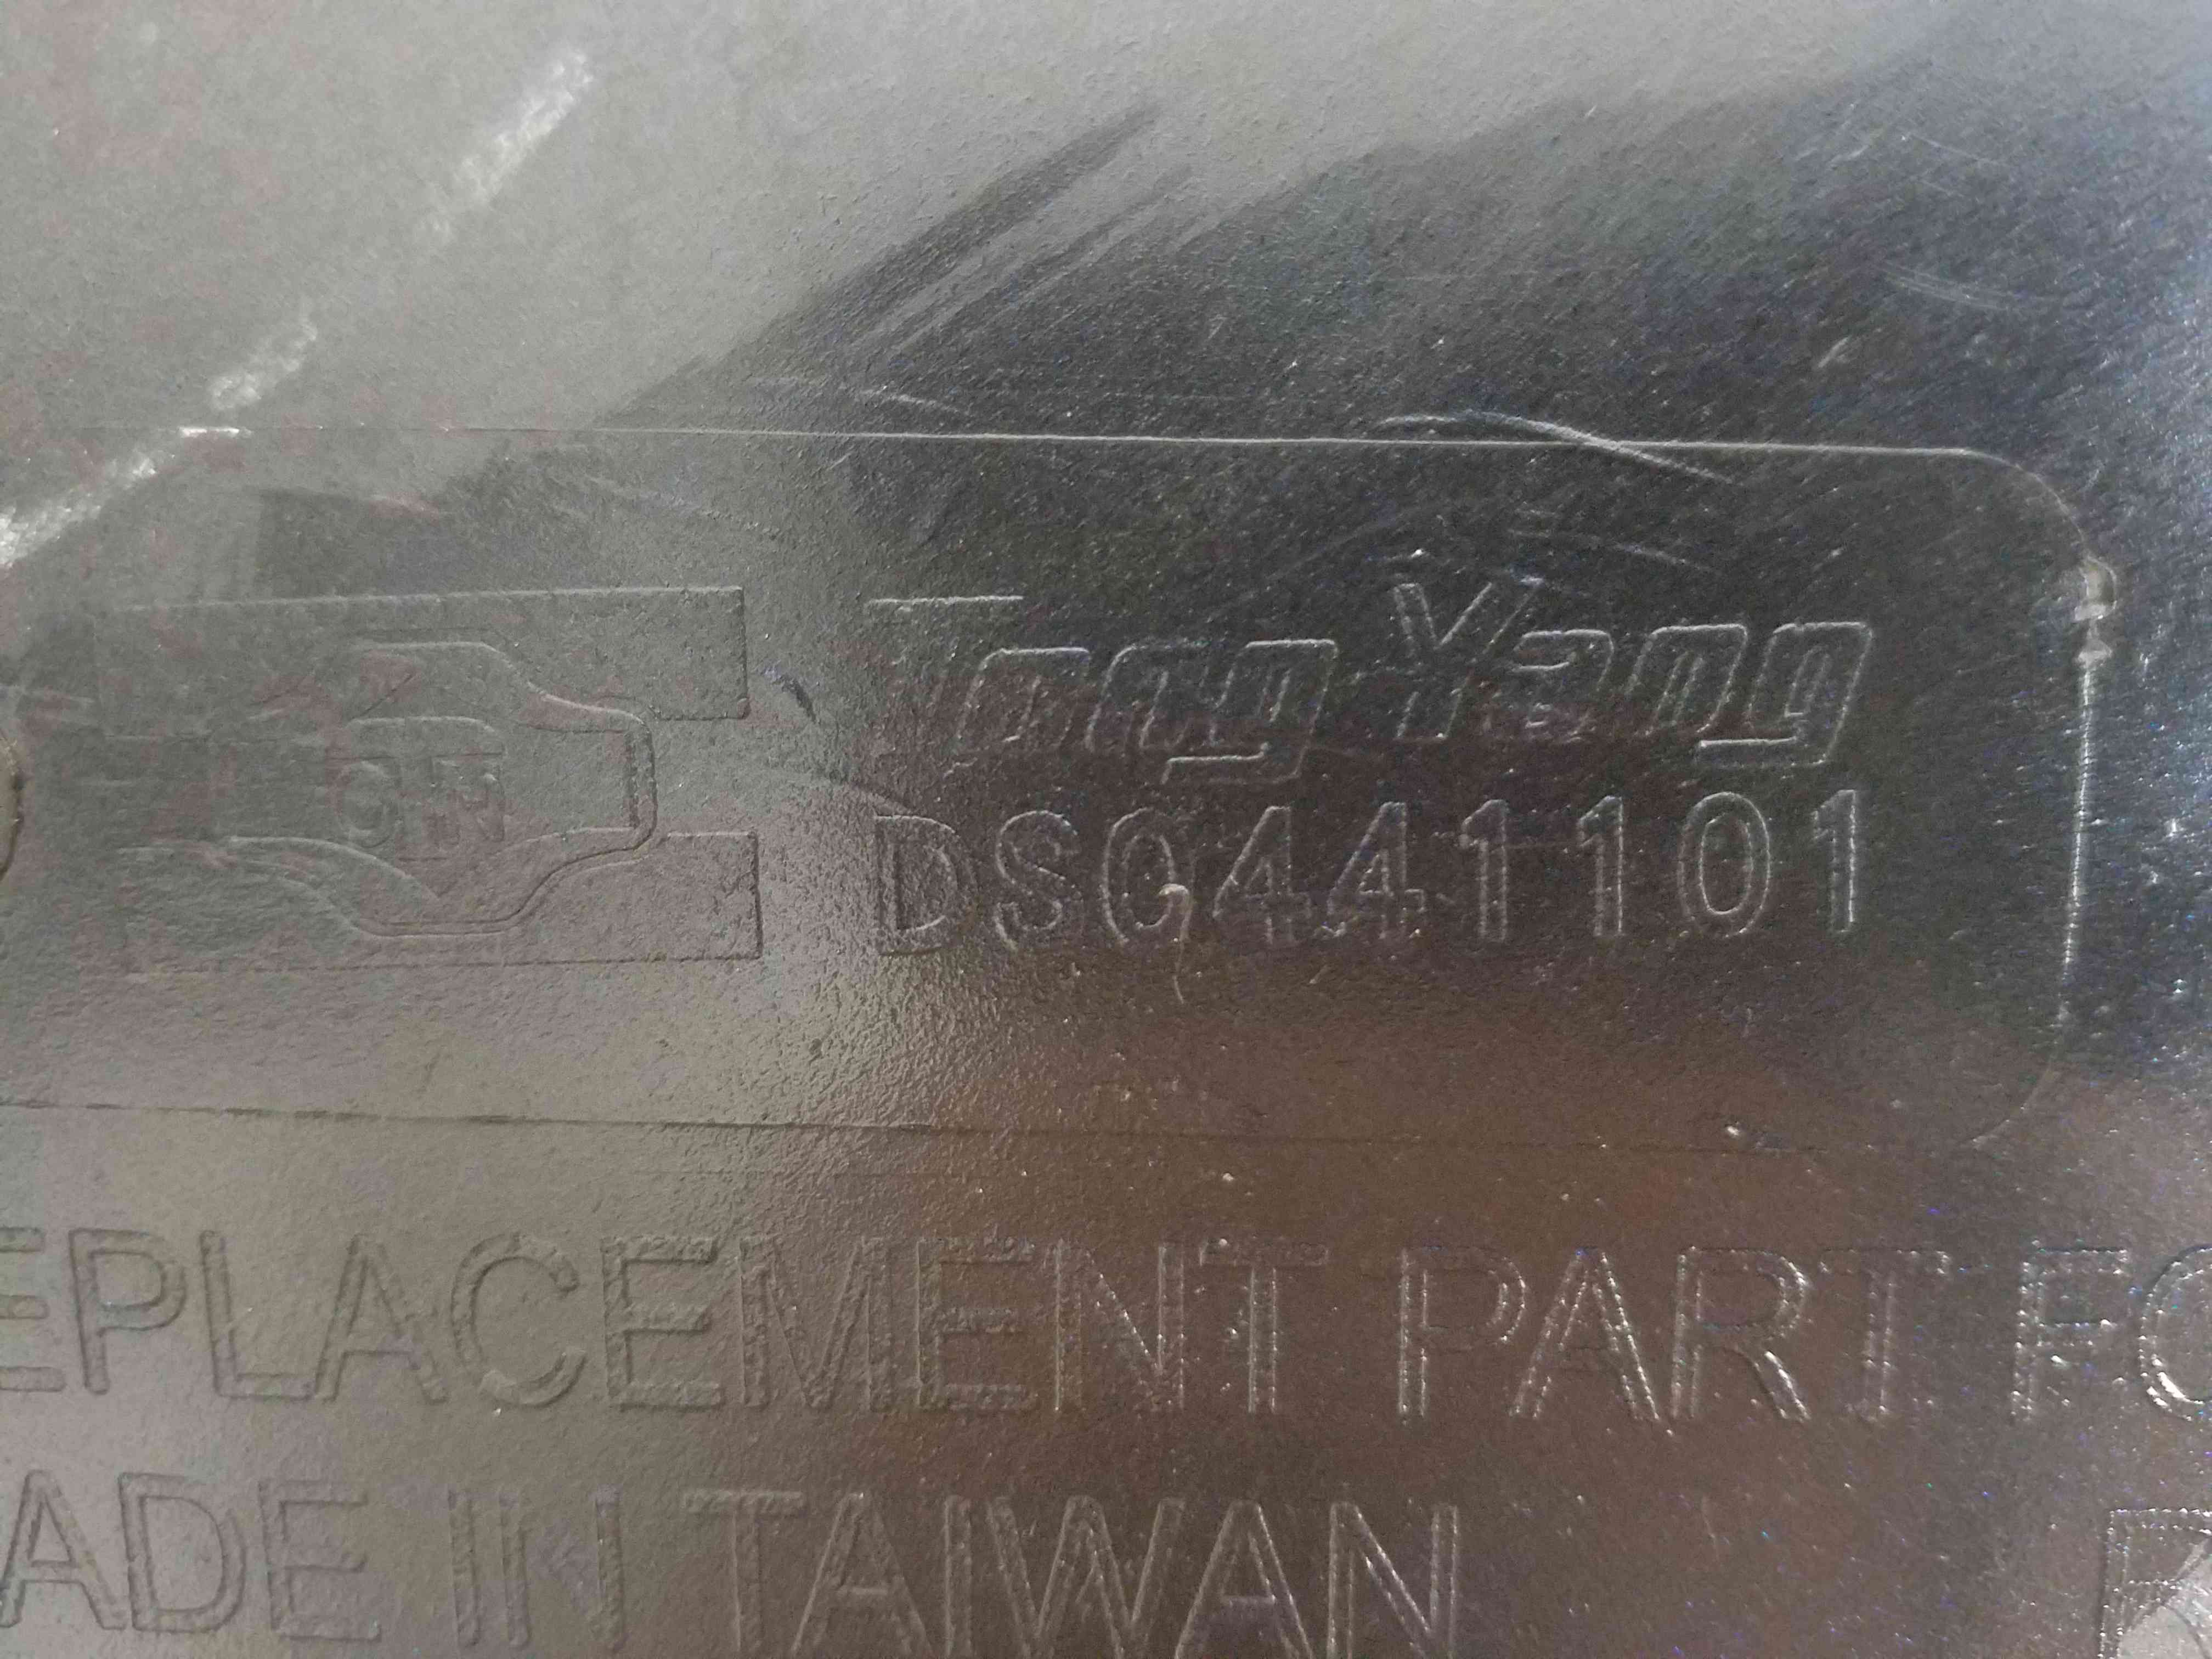 Tong Yang
DS0441101
EPLACEMENT PART FO
ADE IN TAIWAN